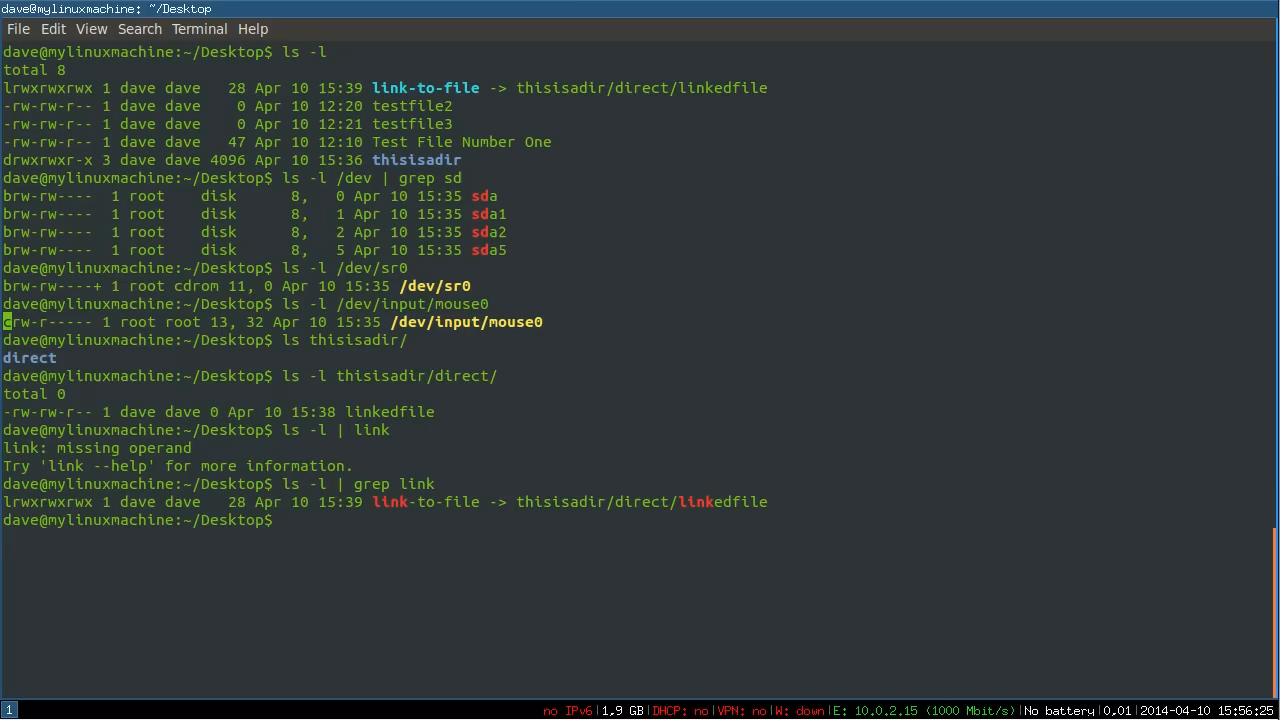 dave@mylinuxmachine: ~/Desktop
File Edit View Search Terminal Help
dave@mylinuxmachine:~/Desktop$ ls -l
total 8
lrwxrwxrwx 1 dave dave   28 Apr 10 15:39 link-to-file -> thisisadir/direct/linkedfile
-rw-rw-r-- 1 dave dave    0 Apr 10 12:20 testfile2
-rw-rw-r-- 1 dave dave    0 Apr 10 12:21 testfile3
-rw-rw-r-- 1 dave dave   47 Apr 10 12:10 Test File Number One
drwxrwxr-x 3 dave dave 4096 Apr 10 15:36 thisisadir
dave@mylinuxmachine:~/Desktop$ ls -l /dev | grep sd
brw-rw----  1 root    disk      8,   0 Apr 10 15:35 sda
brw-rw----  1 root    disk      8,   1 Apr 10 15:35 sda1
brw-rw----  1 root    disk      8,   2 Apr 10 15:35 sda2
brw-rw----  1 root    disk      8,   5 Apr 10 15:35 sda5
dave@mylinuxmachine:~/Desktop$ ls -l /dev/sr0
brw-rw----+ 1 root cdrom 11, 0 Apr 10 15:35 /dev/sr0
dave@mylinuxmachine:~/Desktop$ ls -l /dev/input/mouse0
crw-r----- 1 root root 13, 32 Apr 10 15:35 /dev/input/mouse0
dave@mylinuxmachine:~/Desktop$ ls thisisadir/
direct
dave@mylinuxmachine:~/Desktop$ ls -l thisisadir/direct/
total 0
-rw-rw-r-- 1 dave dave 0 Apr 10 15:38 linkedfile
dave@mylinuxmachine:~/Desktop$ ls -l | link
link: missing operand
Try 'link --help' for more information.
dave@mylinuxmachine:~/Desktop$ ls -l | grep link
lrwxrwxrwx 1 dave dave   28 Apr 10 15:39 link-to-file -> thisisadir/direct/linkedfile
dave@mylinuxmachine:~/Desktop$
1 no IPv6|1,9 GB|DHCP: no|VPN: no|W: down|E: 10.0.2.15 (1000 Mbit/s)|No battery|0,01|2014-04-10 15:56:25